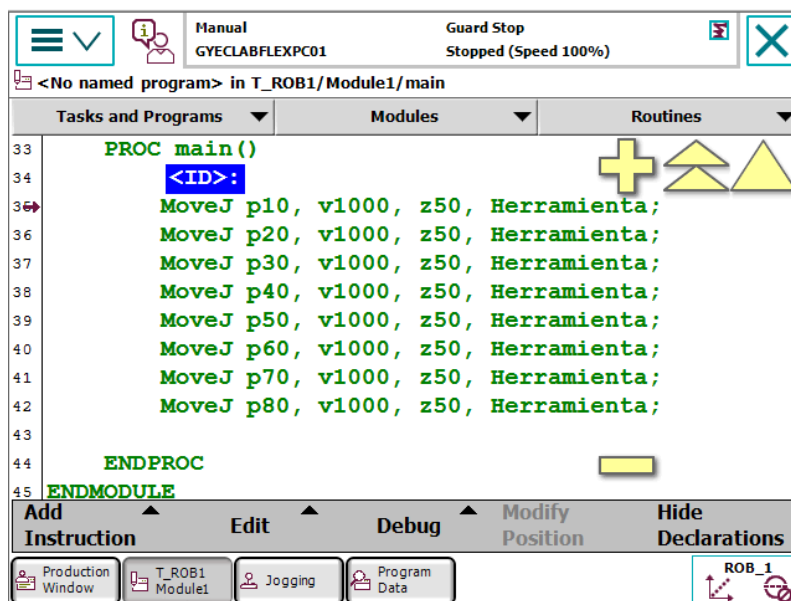 Manual
Guard Stop
GYECLABFLEXPC01
Stopped (Speed 100%)
<No named program> in T_ROB1/Module1/main
Tasks and Programs
Modules
Routines
33 PROC main()
34 <ID>:
35 MoveJ p10, v1000, z50, Herramienta;
36 MoveJ p20, v1000, z50, Herramienta;
37 MoveJ p30, v1000, z50, Herramienta;
38 MoveJ p40, v1000, z50, Herramienta;
39 MoveJ p50, v1000, z50, Herramienta;
40 MoveJ p60, v1000, z50, Herramienta;
41 MoveJ p70, v1000, z50, Herramienta;
42 MoveJ p80, v1000, z50, Herramienta;
43
44 ENDPROC
45 ENDMODULE
Add
Instruction
Edit
Debug
Modify
Position
Hide
Declarations
Production
Window
T_ROB1
Module1
Jogging
Program
Data
ROB_1